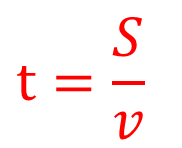 t = S/v